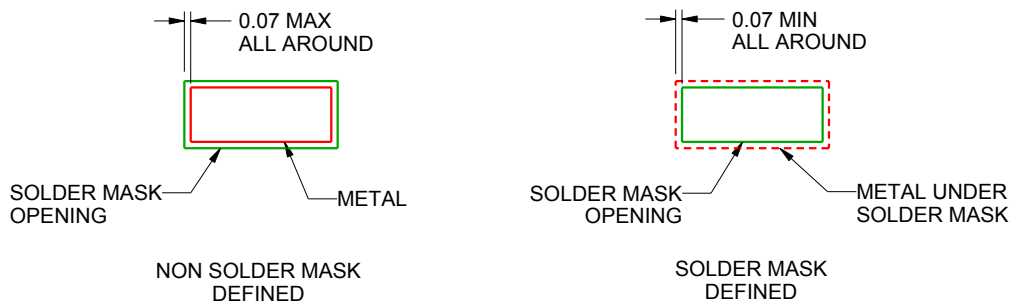 0.07 MAX
ALL AROUND
SOLDER MASK
OPENING
METAL
NON SOLDER MASK
DEFINED
0.07 MIN
ALL AROUND
SOLDER MASK
OPENING
METAL UNDER
SOLDER MASK
SOLDER MASK
DEFINED